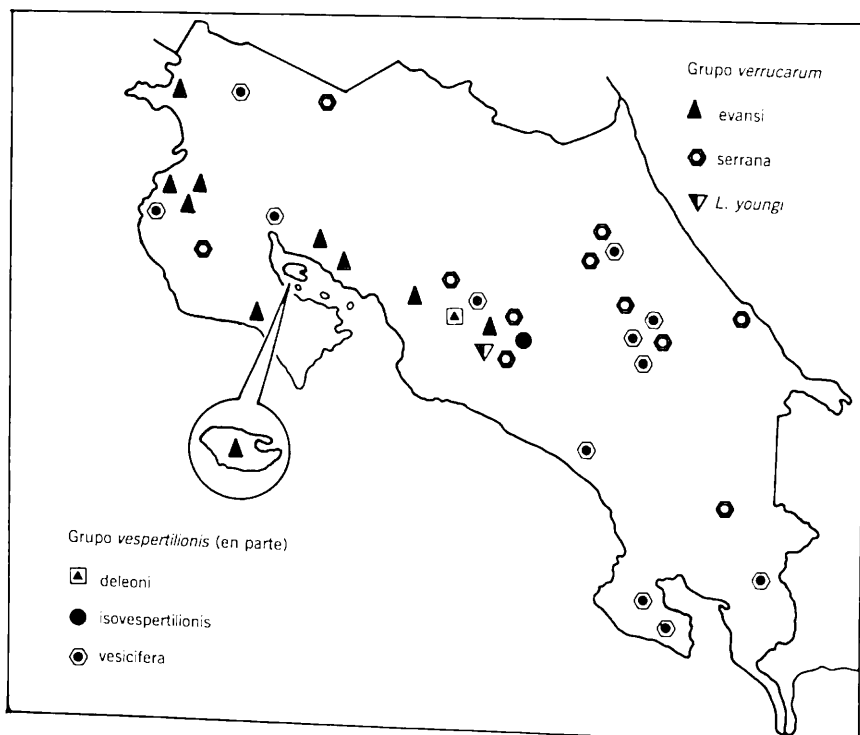 Grupo verrucarum
evansi
serrana
L. youngi
Grupo vespertilionis (en parte)
deleoni
isovespertilionis
vesicifera